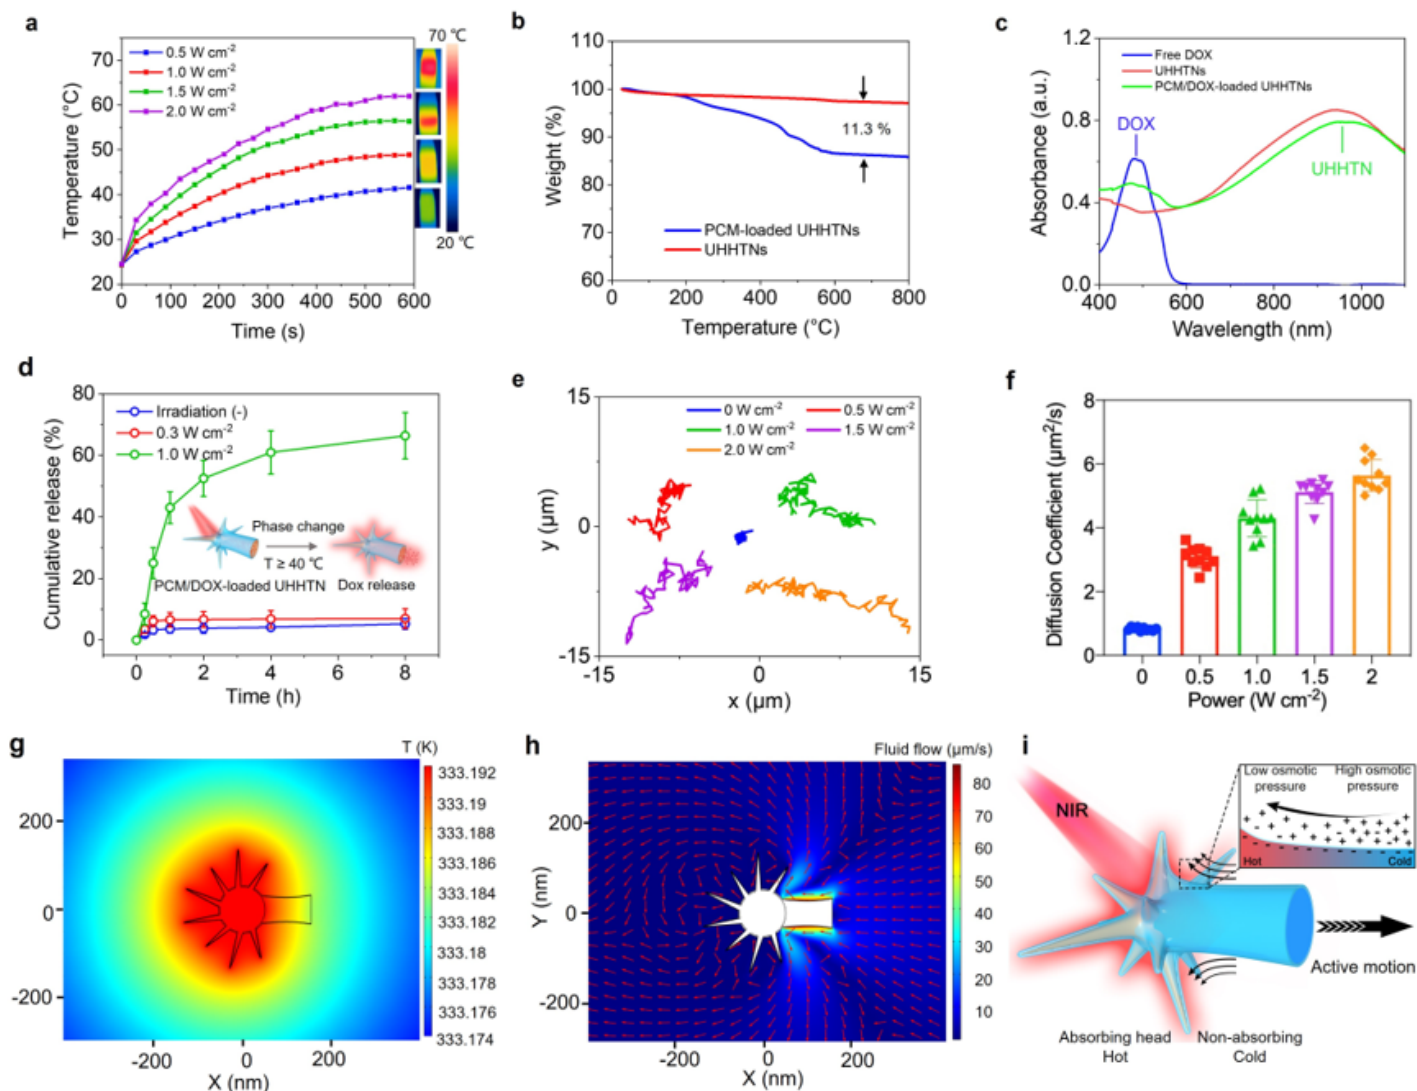 a
70 ℃
Temperature (°C)
70
60
50
40
30
20
0.5 W cm-2
1.0 W cm-2
1.5 W cm-2
2.0 W cm-2
20 ℃
0 100 200 300 400 500 600
Time (s)
b
Weight (%)
100
90
80
70
60
11.3 %
PCM-loaded UHHTNs
UHHTNs
0 200 400 600 800
Temperature (°C)
c
Absorbance (a.u.)
1.2
0.8
0.4
0.0
Free DOX
UHHTNs
PCM/DOX-loaded UHHTNs
DOX
UHHTN
400 600 800 1000
Wavelength (nm)
d
Cumulative release (%)
80
60
40
20
0
Irradiation (-)
0.3 W cm-2
1.0 W cm-2
Phase change
T ≥ 40 ℃
PCM/DOX-loaded UHHTN
Dox release
0 2 4 6 8
Time (h)
e
y (μm)
15
0
-15
0 W cm-2
0.5 W cm-2
1.0 W cm-2
1.5 W cm-2
2.0 W cm-2
-15 0 15
x (μm)
f
Diffusion Coefficient (μm2/s)
8
6
4
2
0
0 0.5 1.0 1.5 2
Power (W cm-2)
g
T (K)
200
0
-200
333.192
333.19
333.188
333.186
333.184
333.182
333.18
333.178
333.176
333.174
-200 0 200
X (nm)
h
Fluid flow (μm/s)
Y (nm)
200
0
-200
80
70
60
50
40
30
20
10
-200 0 200
X (nm)
i
NIR
Low osmotic
pressure
High osmotic
pressure
Hot
Cold
Active motion
Absorbing head
Hot
Non-absorbing
Cold